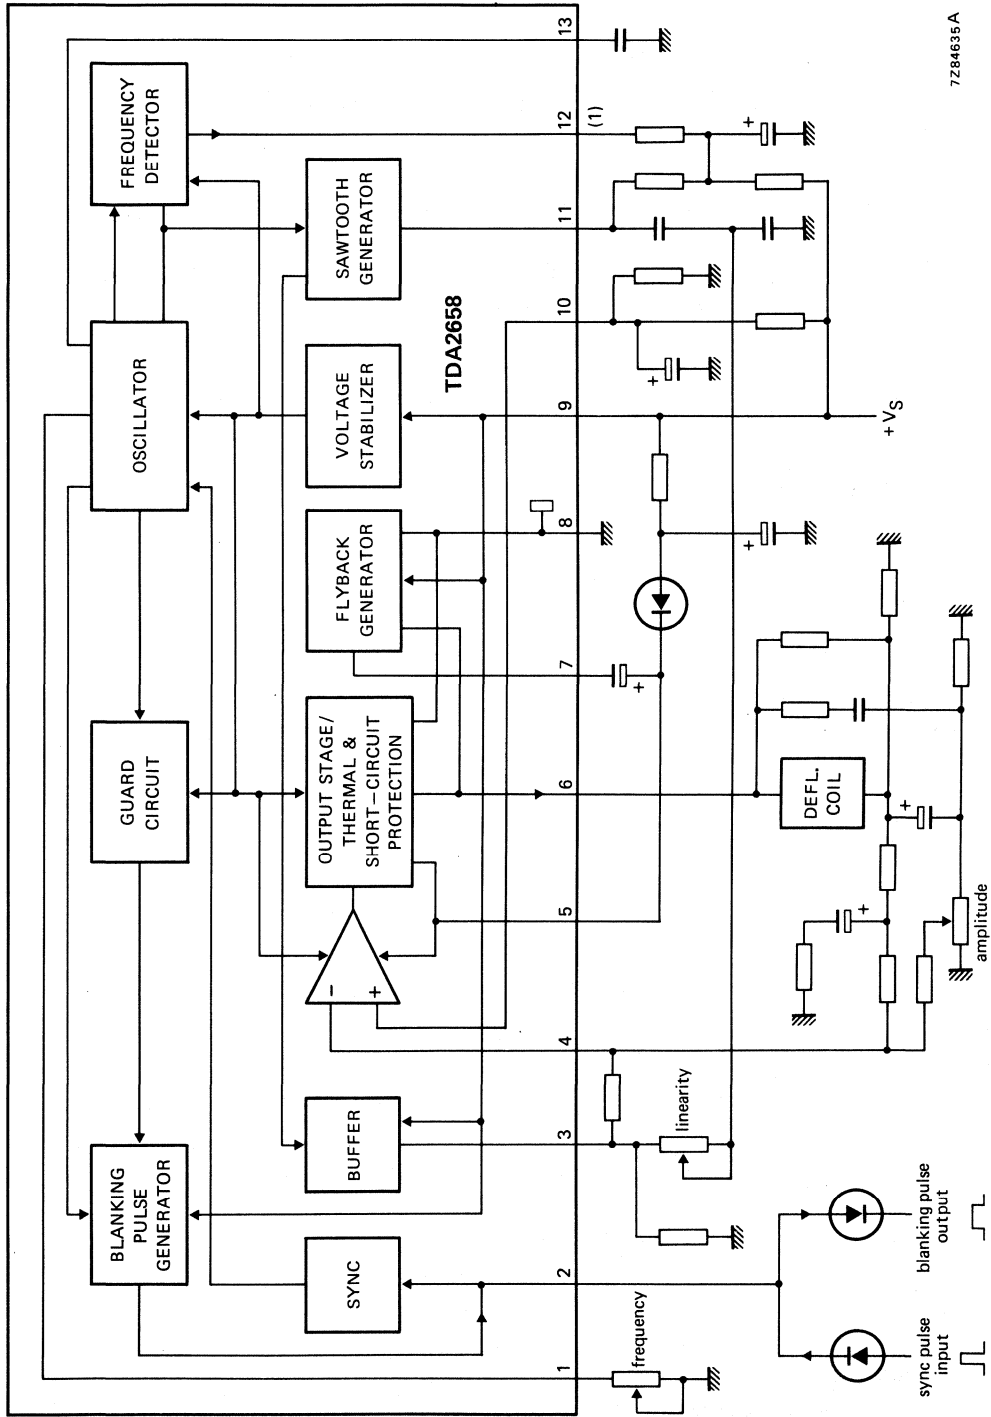 BLANKING
PULSE
GENERATOR
GUARD
CIRCUIT
OSCILLATOR
FREQUENCY
DETECTOR
SYNC
BUFFER
−
+
OUTPUT STAGE/
THERMAL &
SHORT–CIRCUIT
PROTECTION
FLYBACK
GENERATOR
VOLTAGE
STABILIZER
SAWTOOTH
GENERATOR
TDA2658
1
2
3
4
5
6
7
8
9
10
11
12
13
(1)
frequency
linearity
+
+
+
+
DEFL.
COIL
+
+
+VS
amplitude
sync pulse
input
blanking pulse
output
7Z84635A